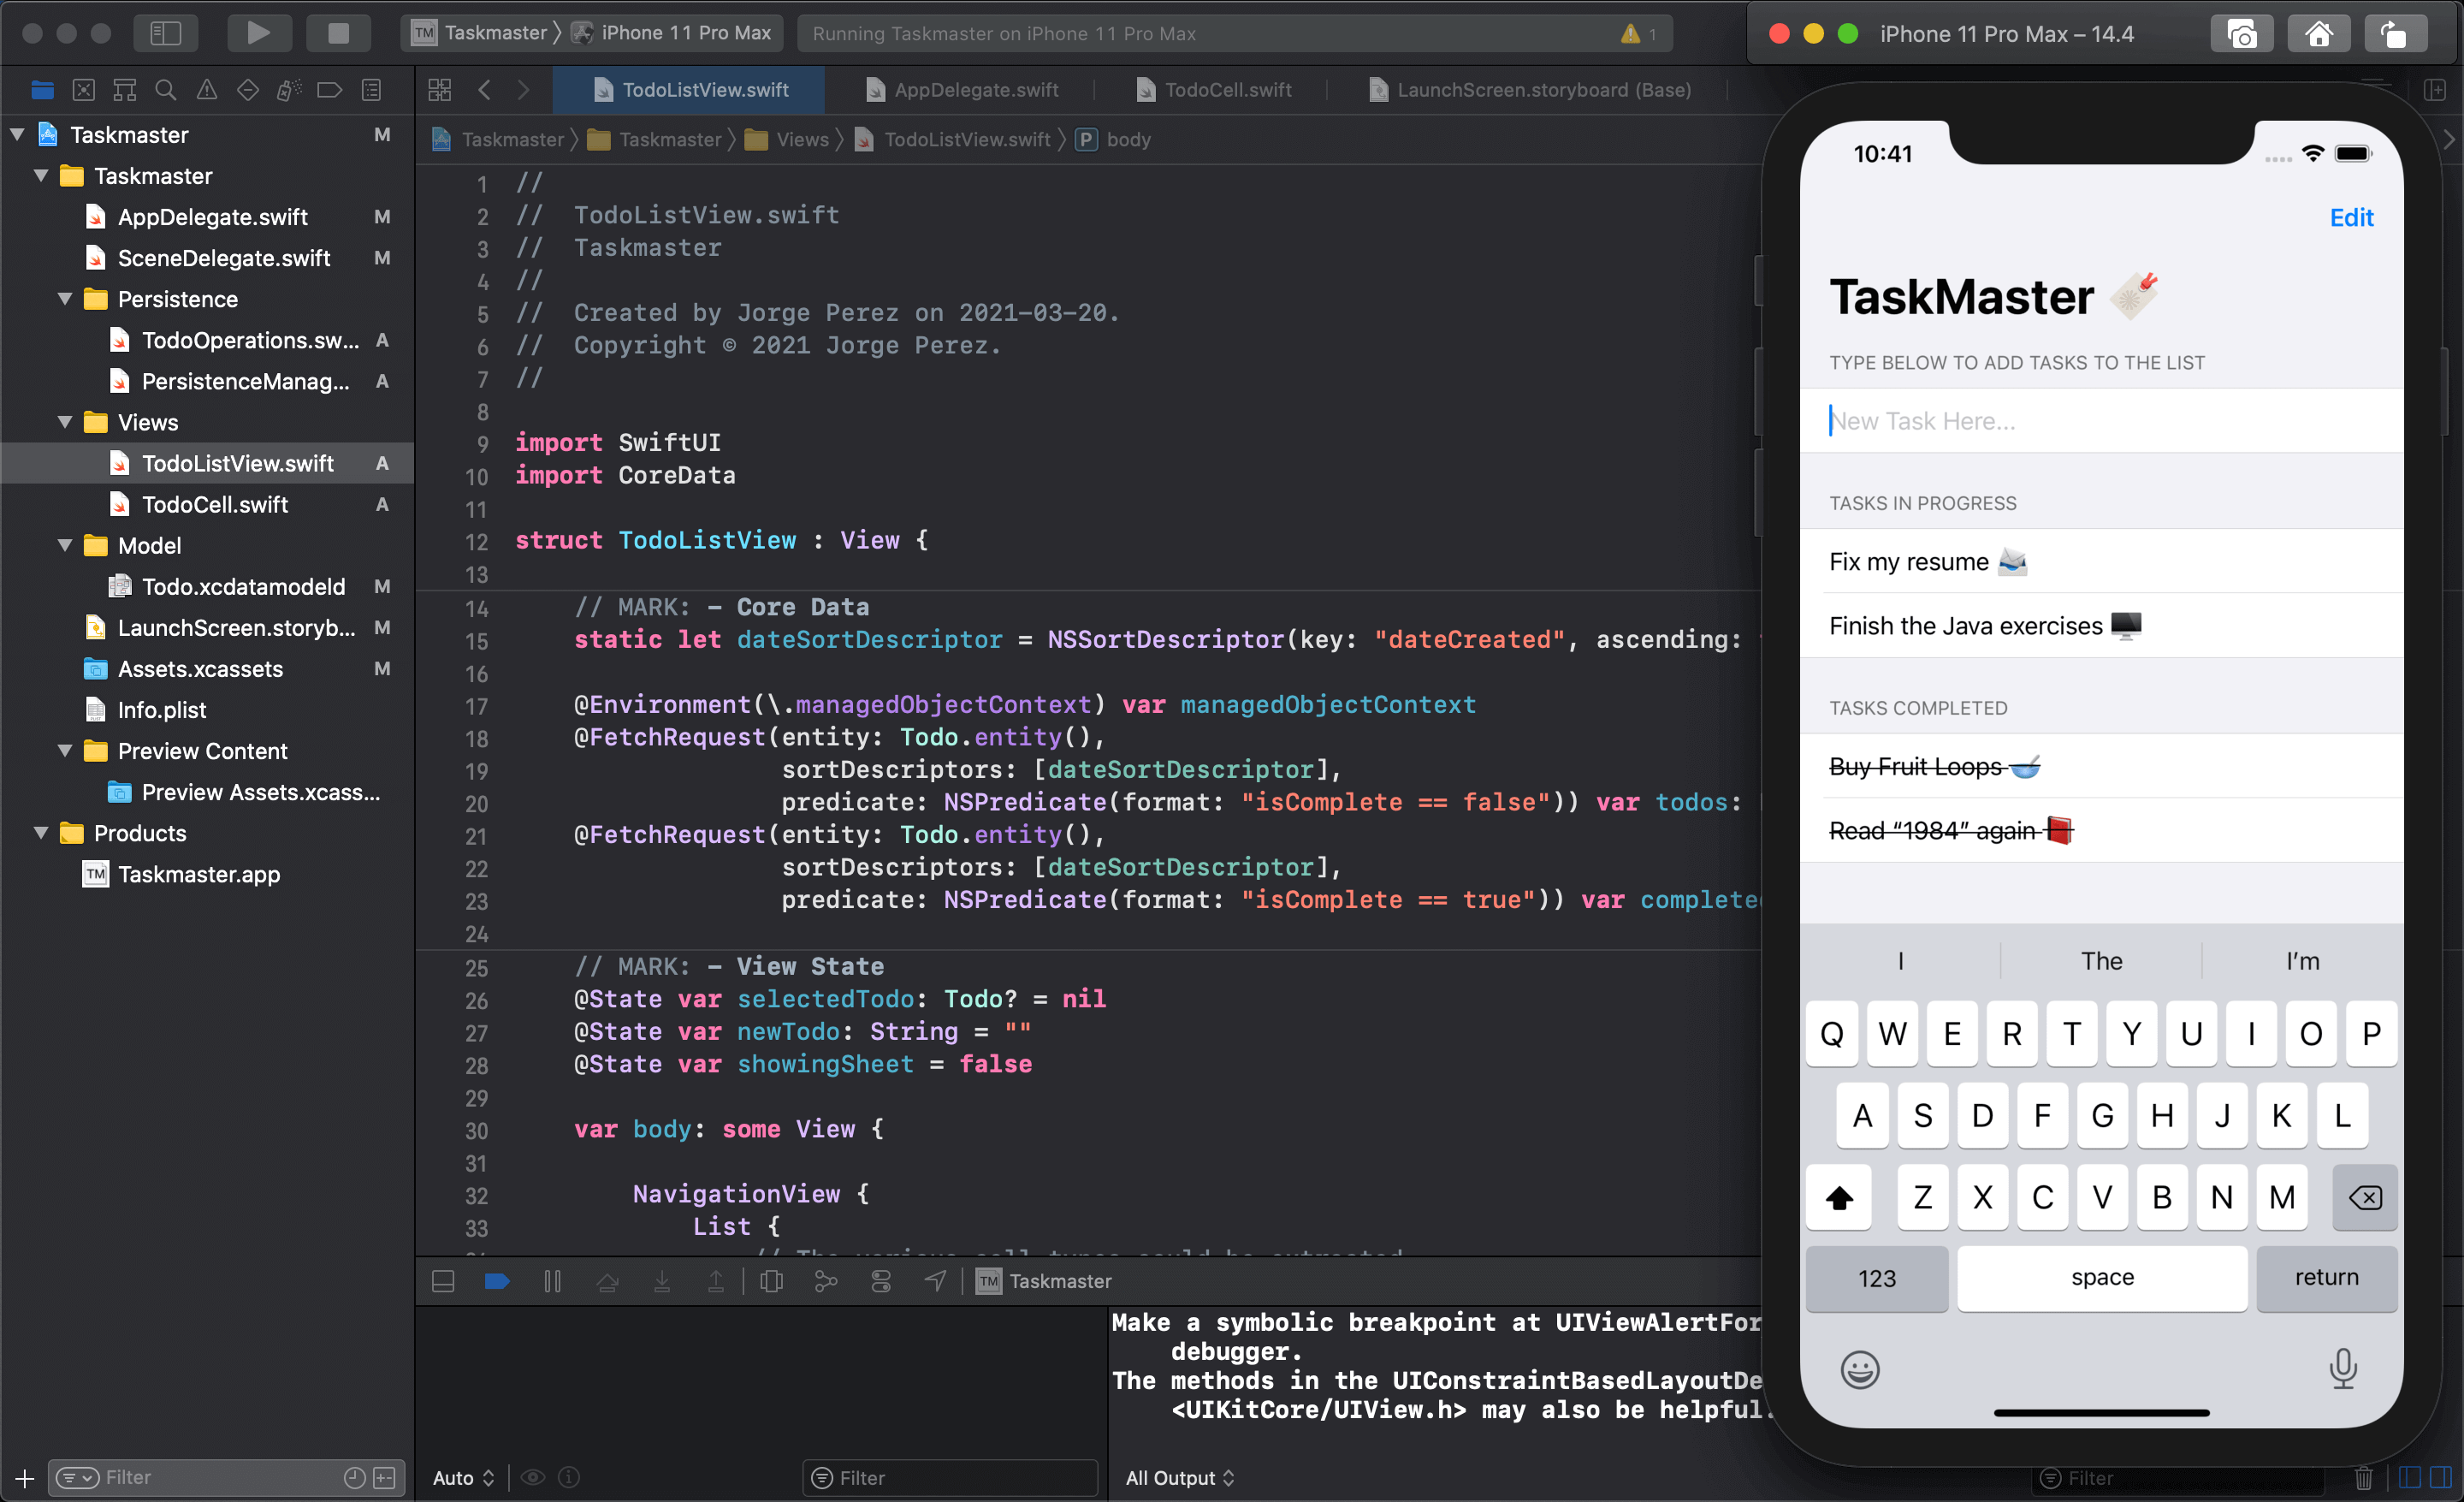 TM Taskmaster iPhone 11 Pro Max
Running Taskmaster on iPhone 11 Pro Max
1
iPhone 11 Pro Max – 14.4
TodoListView.swift
AppDelegate.swift
TodoCell.swift
LaunchScreen.storyboard (Base)
Taskmaster
Taskmaster
Views
TodoListView.swift
P body
Taskmaster M
Taskmaster
AppDelegate.swift M
SceneDelegate.swift M
Persistence
TodoOperations.sw... A
PersistenceManag... A
Views
TodoListView.swift A
TodoCell.swift A
Model
Todo.xcdatamodeld M
LaunchScreen.storyb... M
Assets.xcassets M
Info.plist
Preview Content
Preview Assets.xcass...
Products
TM Taskmaster.app
Filter
1 //
2 //  TodoListView.swift
3 //  Taskmaster
4 //
5 //  Created by Jorge Perez on 2021-03-20.
6 //  Copyright © 2021 Jorge Perez.
7 //
8
9 import SwiftUI
10 import CoreData
11
12 struct TodoListView : View {
13
14 // MARK: - Core Data
15 static let dateSortDescriptor = NSSortDescriptor(key: "dateCreated", ascending:
16
17 @Environment(\.managedObjectContext) var managedObjectContext
18 @FetchRequest(entity: Todo.entity(),
19 sortDescriptors: [dateSortDescriptor],
20 predicate: NSPredicate(format: "isComplete == false")) var todos:
21 @FetchRequest(entity: Todo.entity(),
22 sortDescriptors: [dateSortDescriptor],
23 predicate: NSPredicate(format: "isComplete == true")) var complete
24
25 // MARK: - View State
26 @State var selectedTodo: Todo? = nil
27 @State var newTodo: String = ""
28 @State var showingSheet = false
29
30 var body: some View {
31
32 NavigationView {
33 List {
// The various cell types could be extracted
TM Taskmaster
Make a symbolic breakpoint at UIViewAlertFor
debugger.
The methods in the UIConstraintBasedLayoutDe
<UIKitCore/UIView.h> may also be helpful.
Auto
Filter
All Output
Filter
10:41
Edit
TaskMaster 🧨
TYPE BELOW TO ADD TASKS TO THE LIST
New Task Here...
TASKS IN PROGRESS
Fix my resume
Finish the Java exercises 🖥
TASKS COMPLETED
Buy Fruit Loops 🥣
Read “1984” again 📕
I The I’m
Q W E R T Y U I O P
A S D F G H J K L
Z X C V B N M
123 space return